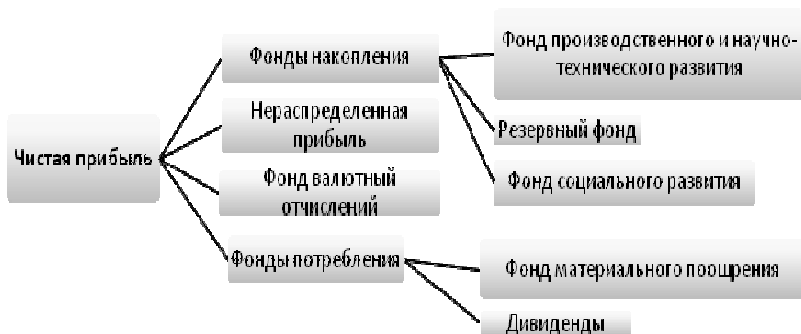 Чистая прибыль
Фонды накопления
Нераспределенная
прибыль
Фонд валютный
отчислений
Фонды потребления
Фонд производственного и научно-
технического развития
Резервный фонд
Фонд социального развития
Фонд материального поощрения
Дивиденды